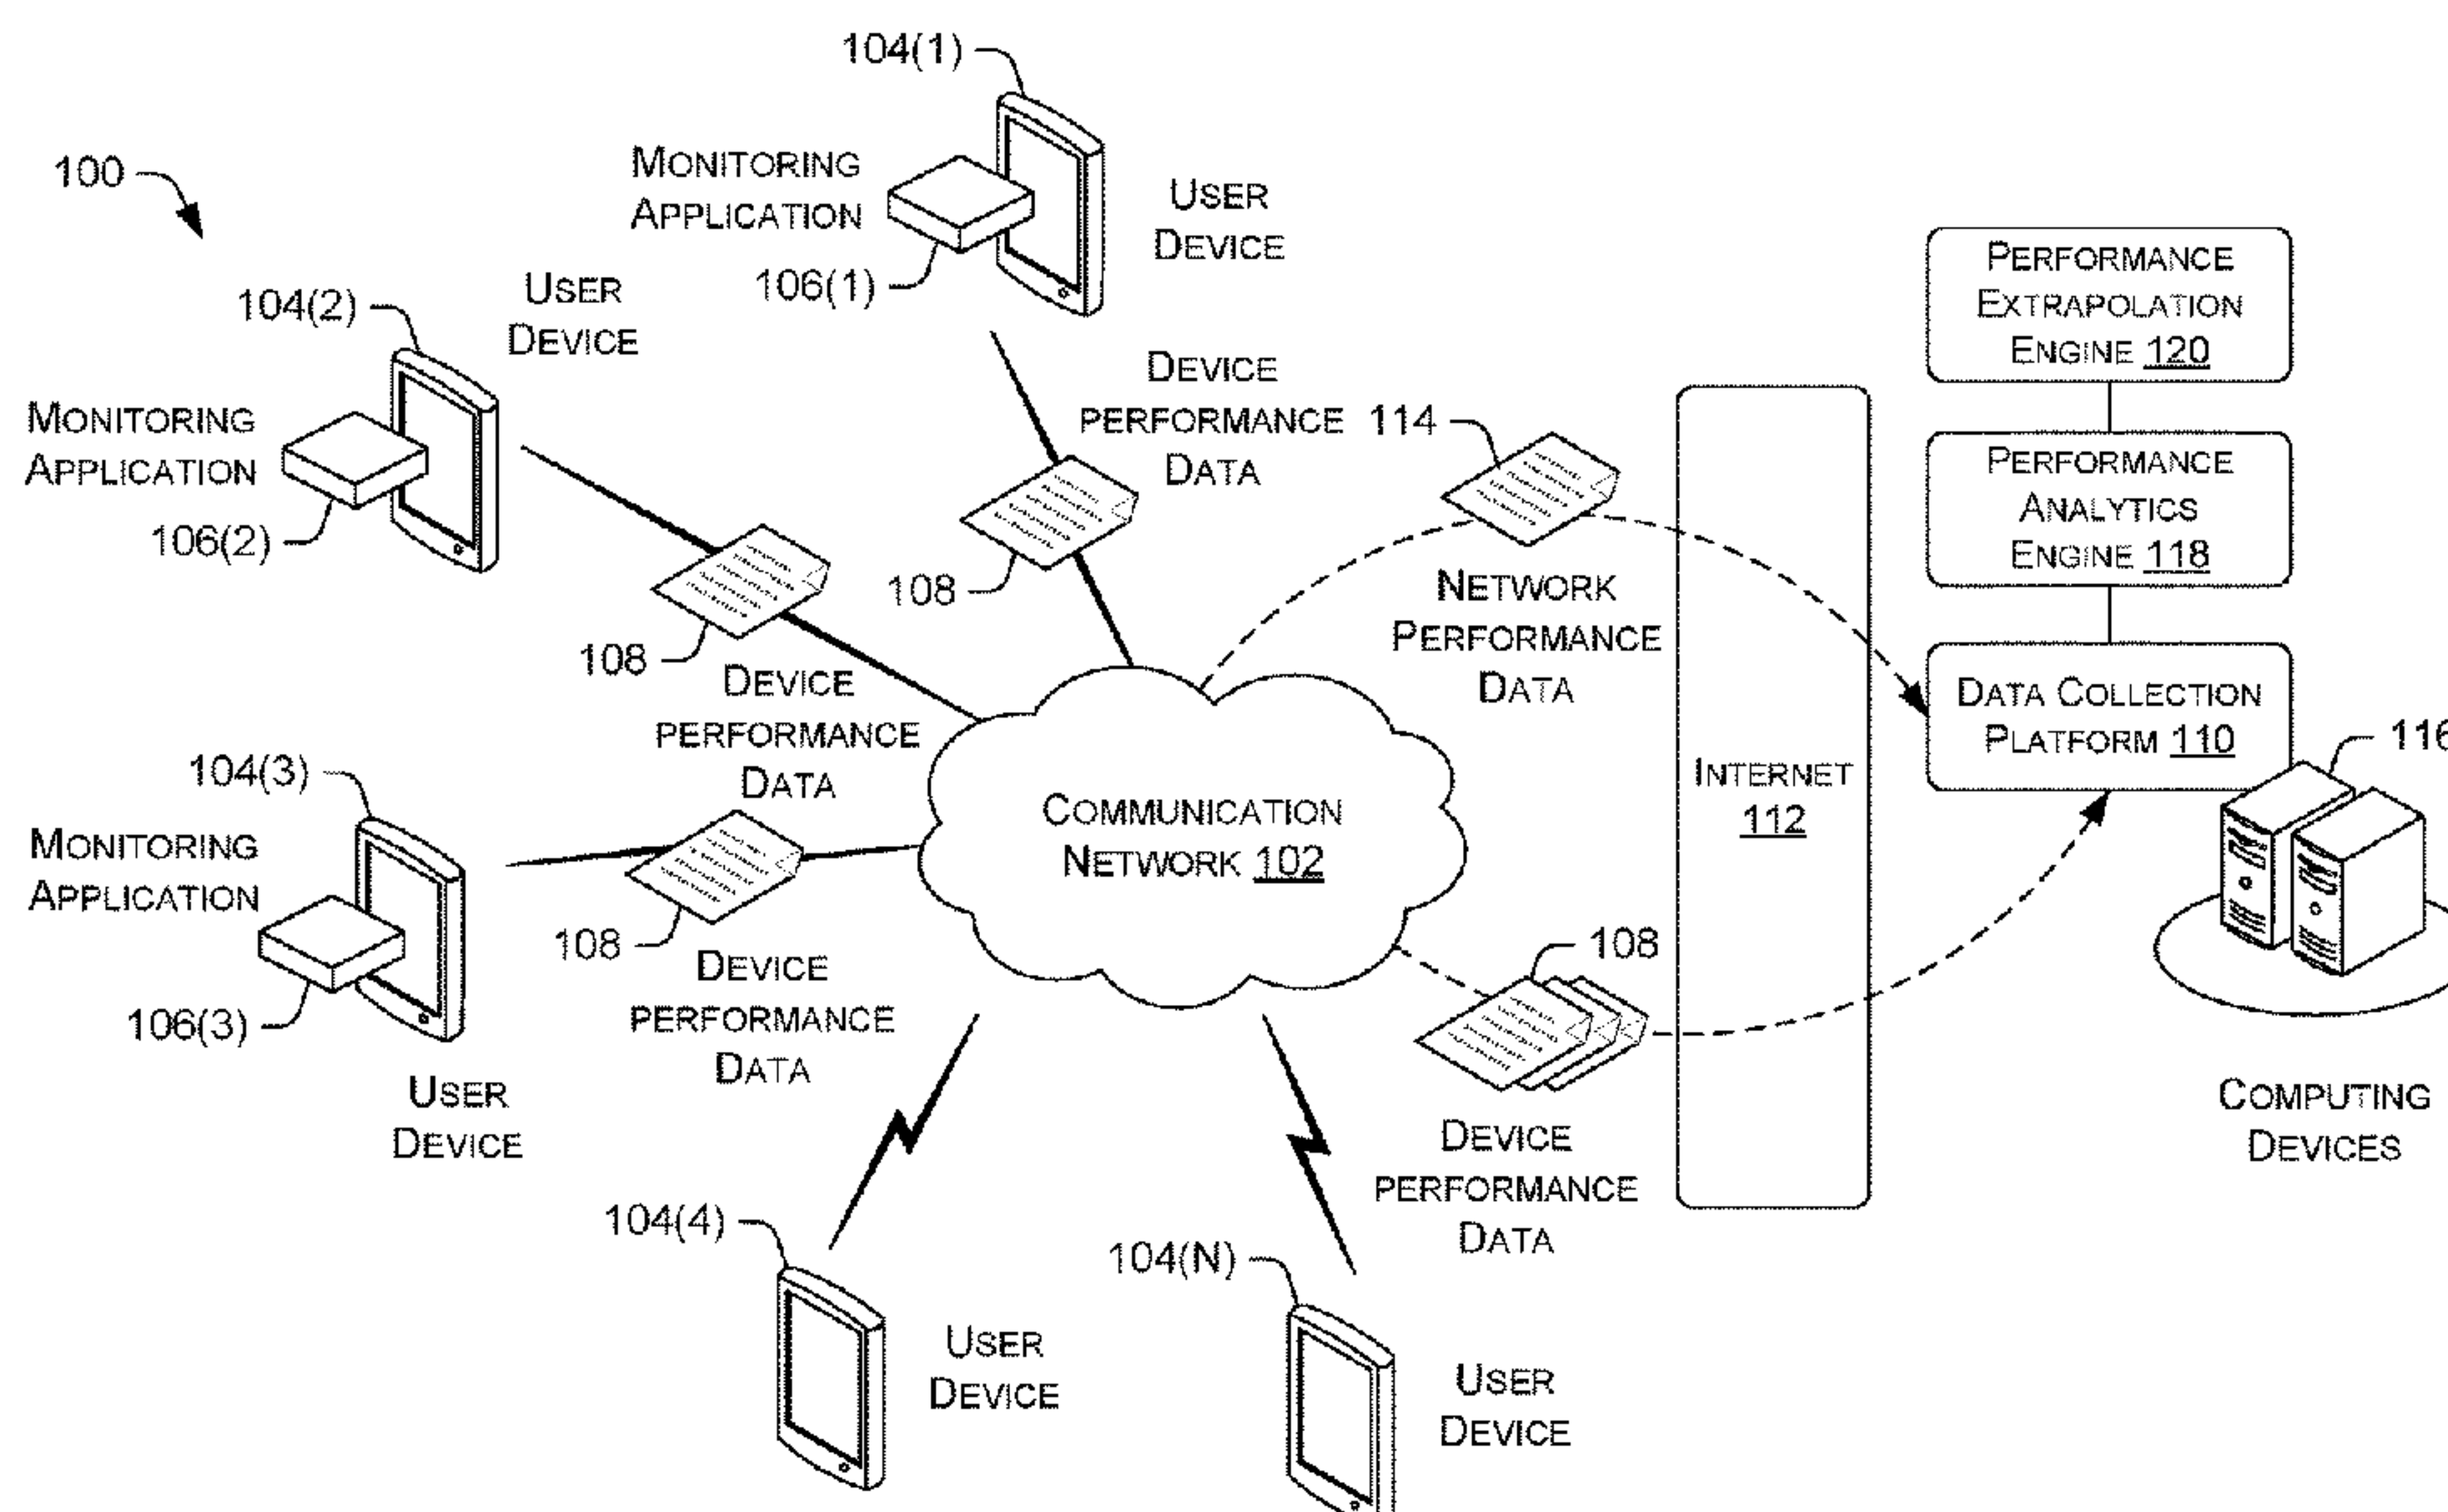 104(1)
MONITORING
APPLICATION
USER
DEVICE
106(1)
100
104(2)
USER
DEVICE
MONITORING
APPLICATION
106(2)
DEVICE
PERFORMANCE
DATA
108
108
DEVICE
PERFORMANCE
DATA
114
NETWORK
PERFORMANCE
DATA
PERFORMANCE
EXTRAPOLATION
ENGINE 120
PERFORMANCE
ANALYTICS
ENGINE 118
DATA COLLECTION
PLATFORM 110
116
INTERNET
112
COMMUNICATION
NETWORK 102
104(3)
MONITORING
APPLICATION
106(3)
USER
DEVICE
108
DEVICE
PERFORMANCE
DATA
108
DEVICE
PERFORMANCE
DATA
COMPUTING
DEVICES
104(4)
USER
DEVICE
104(N)
USER
DEVICE